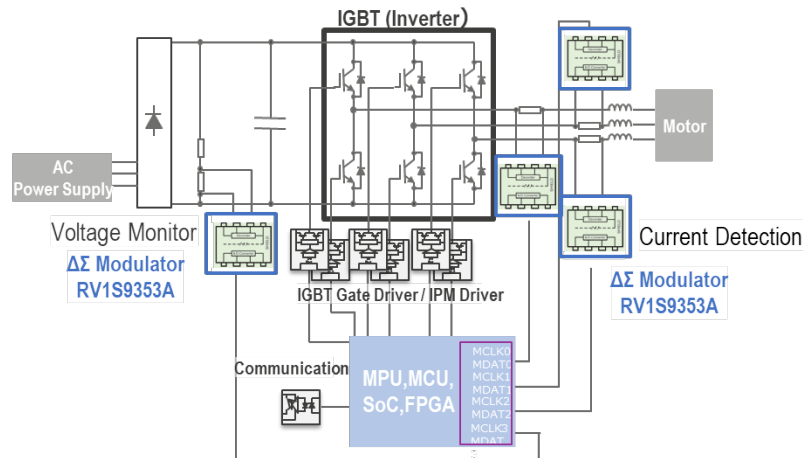 IGBT (Inverter)
Motor
AC
Power Supply
Voltage Monitor
ΔΣ Modulator
RV1S9353A
Current Detection
ΔΣ Modulator
RV1S9353A
IGBT Gate Driver / IPM Driver
Communication
MPU,MCU,
SoC,FPGA
MCLK0
MDAT0
MCLK1
MDAT1
MCLK2
MDAT2
MCLK3
MDAT